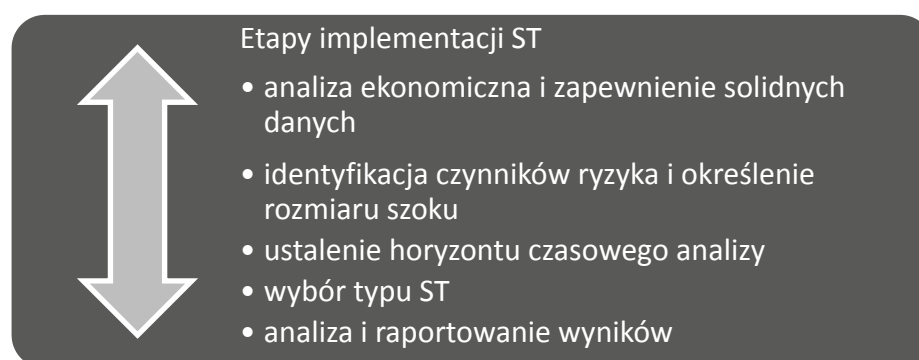 Etapy implementacji ST
• analiza ekonomiczna i zapewnienie solidnych
danych
• identyfikacja czynników ryzyka i określenie
rozmiaru szoku
• ustalenie horyzontu czasowego analizy
• wybór typu ST
• analiza i raportowanie wyników